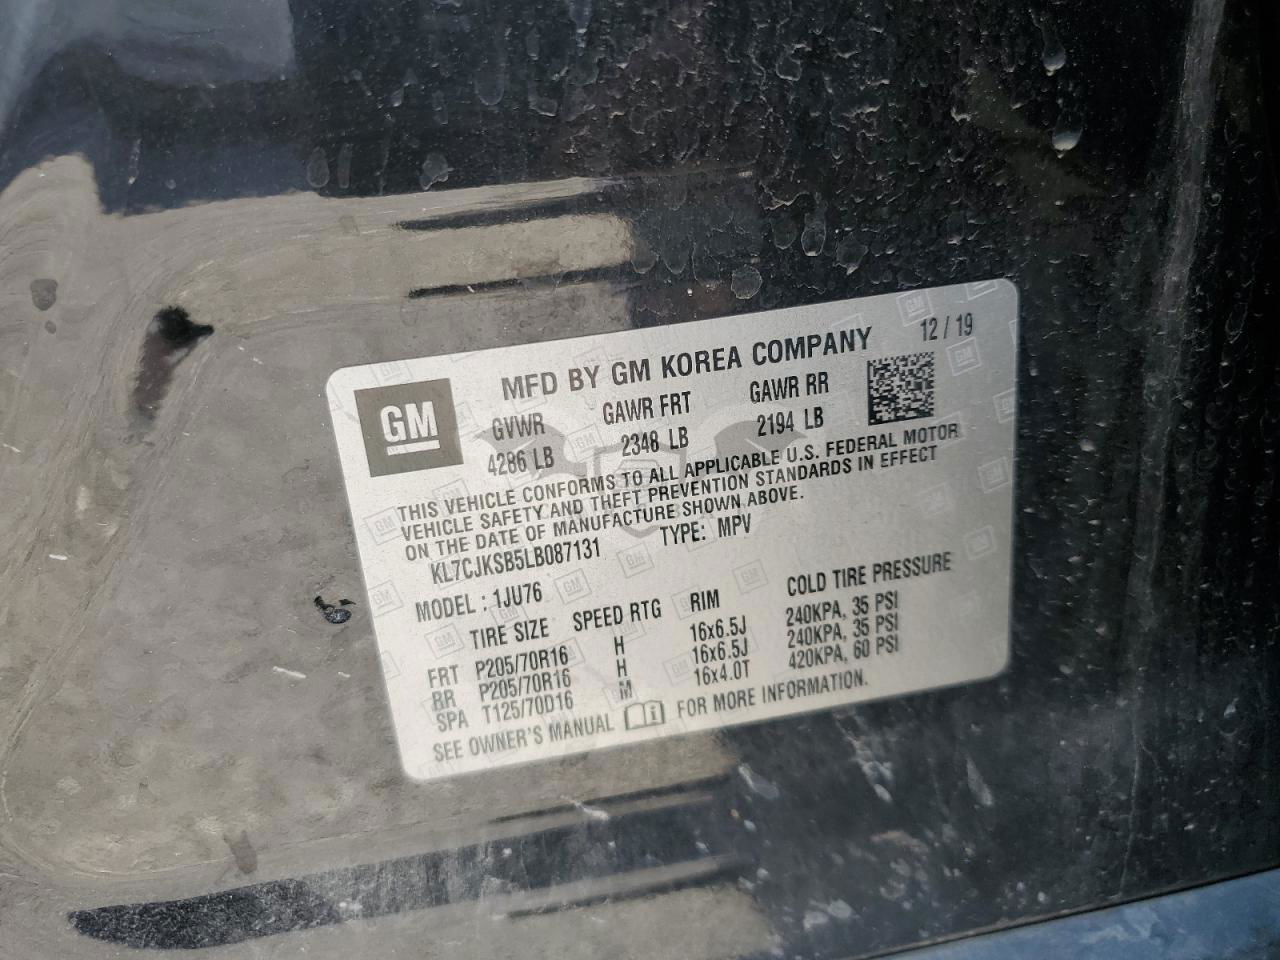 MFD BY GM KOREA COMPANY 12 / 19
GM
GVWR GAWR FRT GAWR RR
4286 LB 2348 LB 2194 LB
THIS VEHICLE CONFORMS TO ALL APPLICABLE U.S. FEDERAL MOTOR
VEHICLE SAFETY AND THEFT PREVENTION STANDARDS IN EFFECT
ON THE DATE OF MANUFACTURE SHOWN ABOVE.
KL7CJKSB5LB087131 TYPE: MPV
MODEL : 1JU76
TIRE SIZE SPEED RTG RIM COLD TIRE PRESSURE
FRT P205/70R16 H 16x6.5J 240KPA, 35 PSI
RR P205/70R16 H 16x6.5J 240KPA, 35 PSI
SPA T125/70D16 M 16x4.0T 420KPA, 60 PSI
SEE OWNER'S MANUAL FOR MORE INFORMATION.